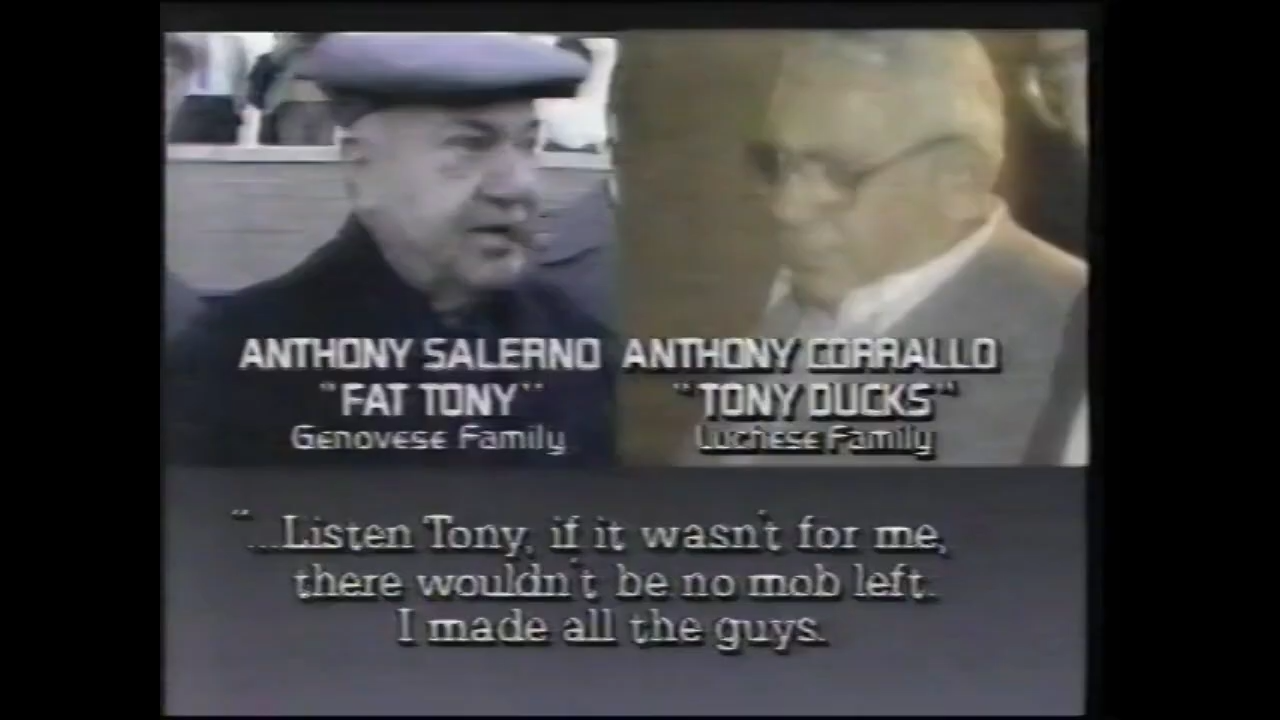 ANTHONY SALERNO
"FAT TONY"
Genovese Family
ANTHONY CORRALLO
"TONY DUCKS"
Luchese Family
"...Listen Tony, if it wasn't for me,
there wouldn't be no mob left.
I made all the guys.